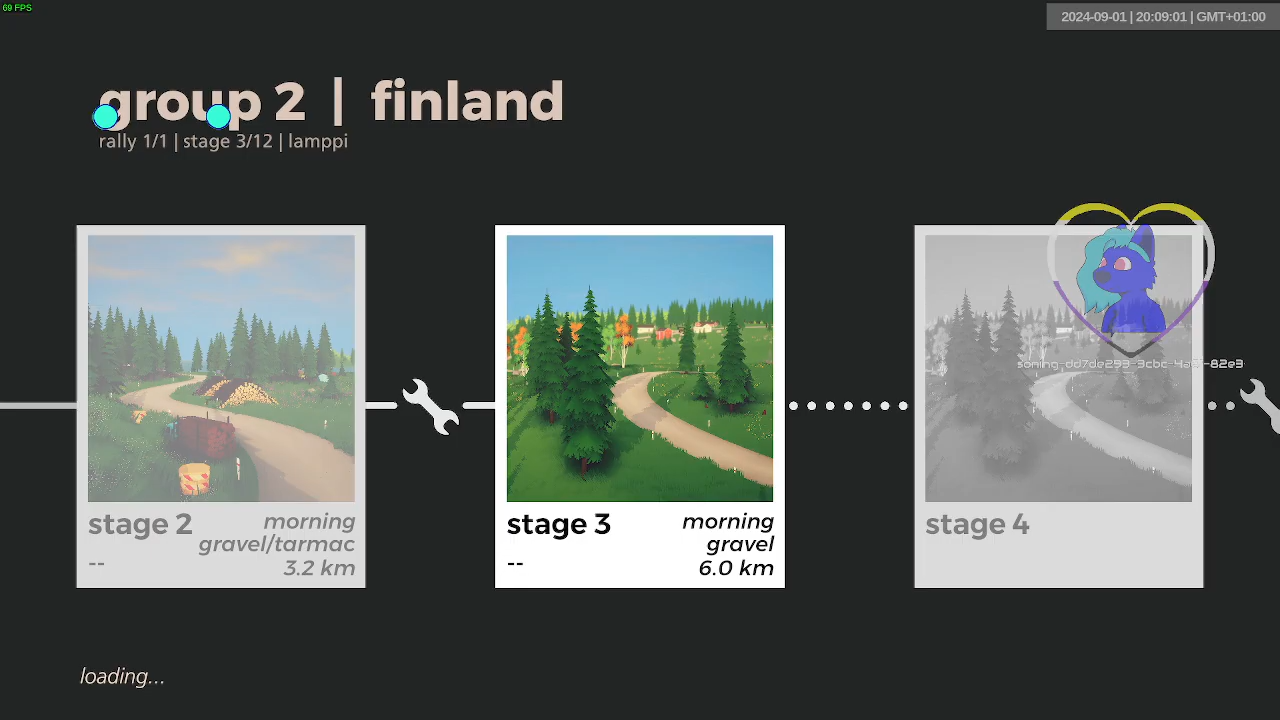 69 FPS
2024-09-01 | 20:09:01 | GMT+01:00
group 2 | finland
rally 1/1 | stage 3/12 | lamppi
stage 2
morning
gravel/tarmac
--
3.2 km
stage 3
morning
gravel
--
6.0 km
stage 4
loading...